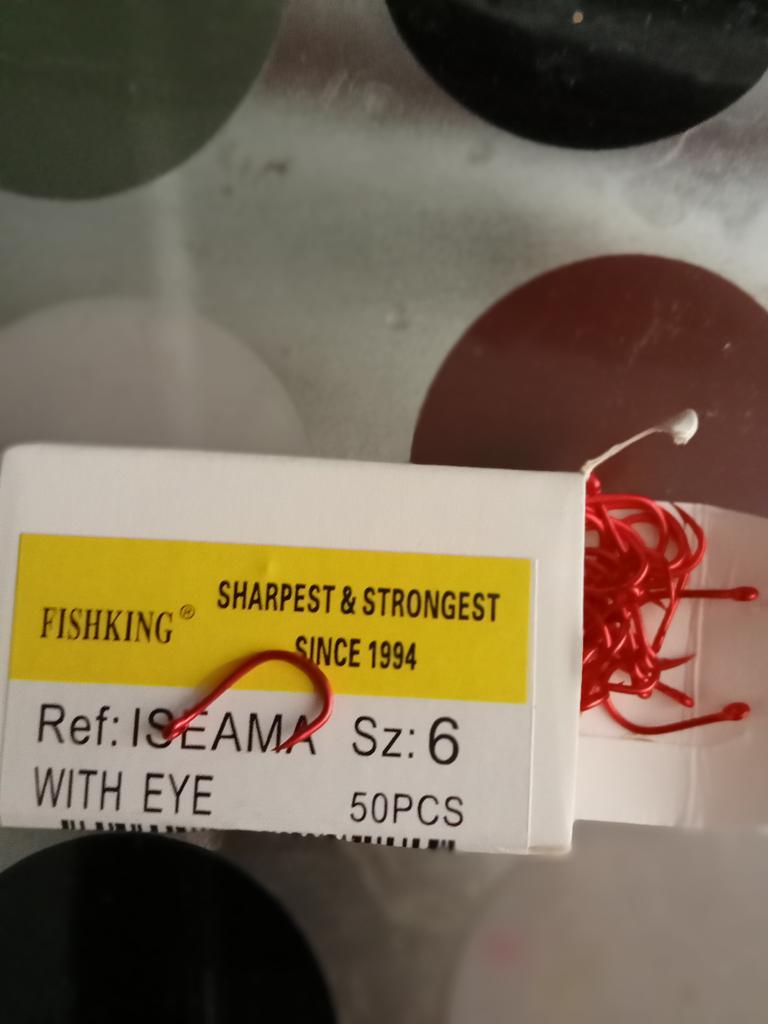 FISHKING®
SHARPEST & STRONGEST
SINCE 1994
Ref: ISEAMA Sz: 6
WITH EYE 50PCS